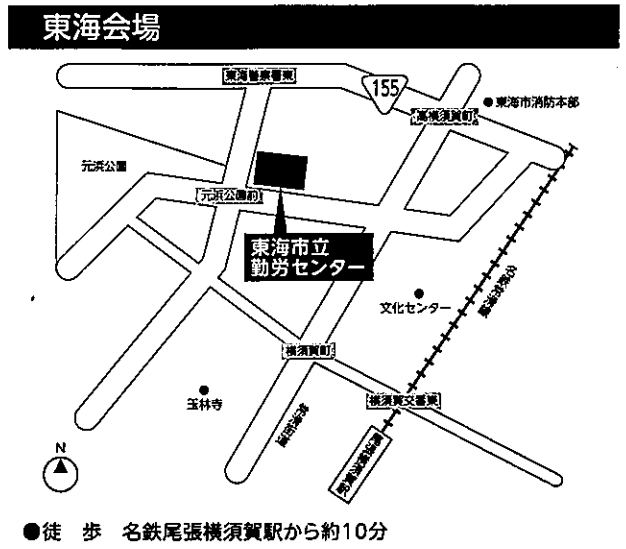 東海会場
東海警察署東
155
高横須賀町
東海市消防本部
元浜公園
元浜公園前
東海市立
勤労センター
文化センター
横須賀町
玉林寺
横須賀交番東
N
●徒 歩 名鉄尾張横須賀駅から約10分